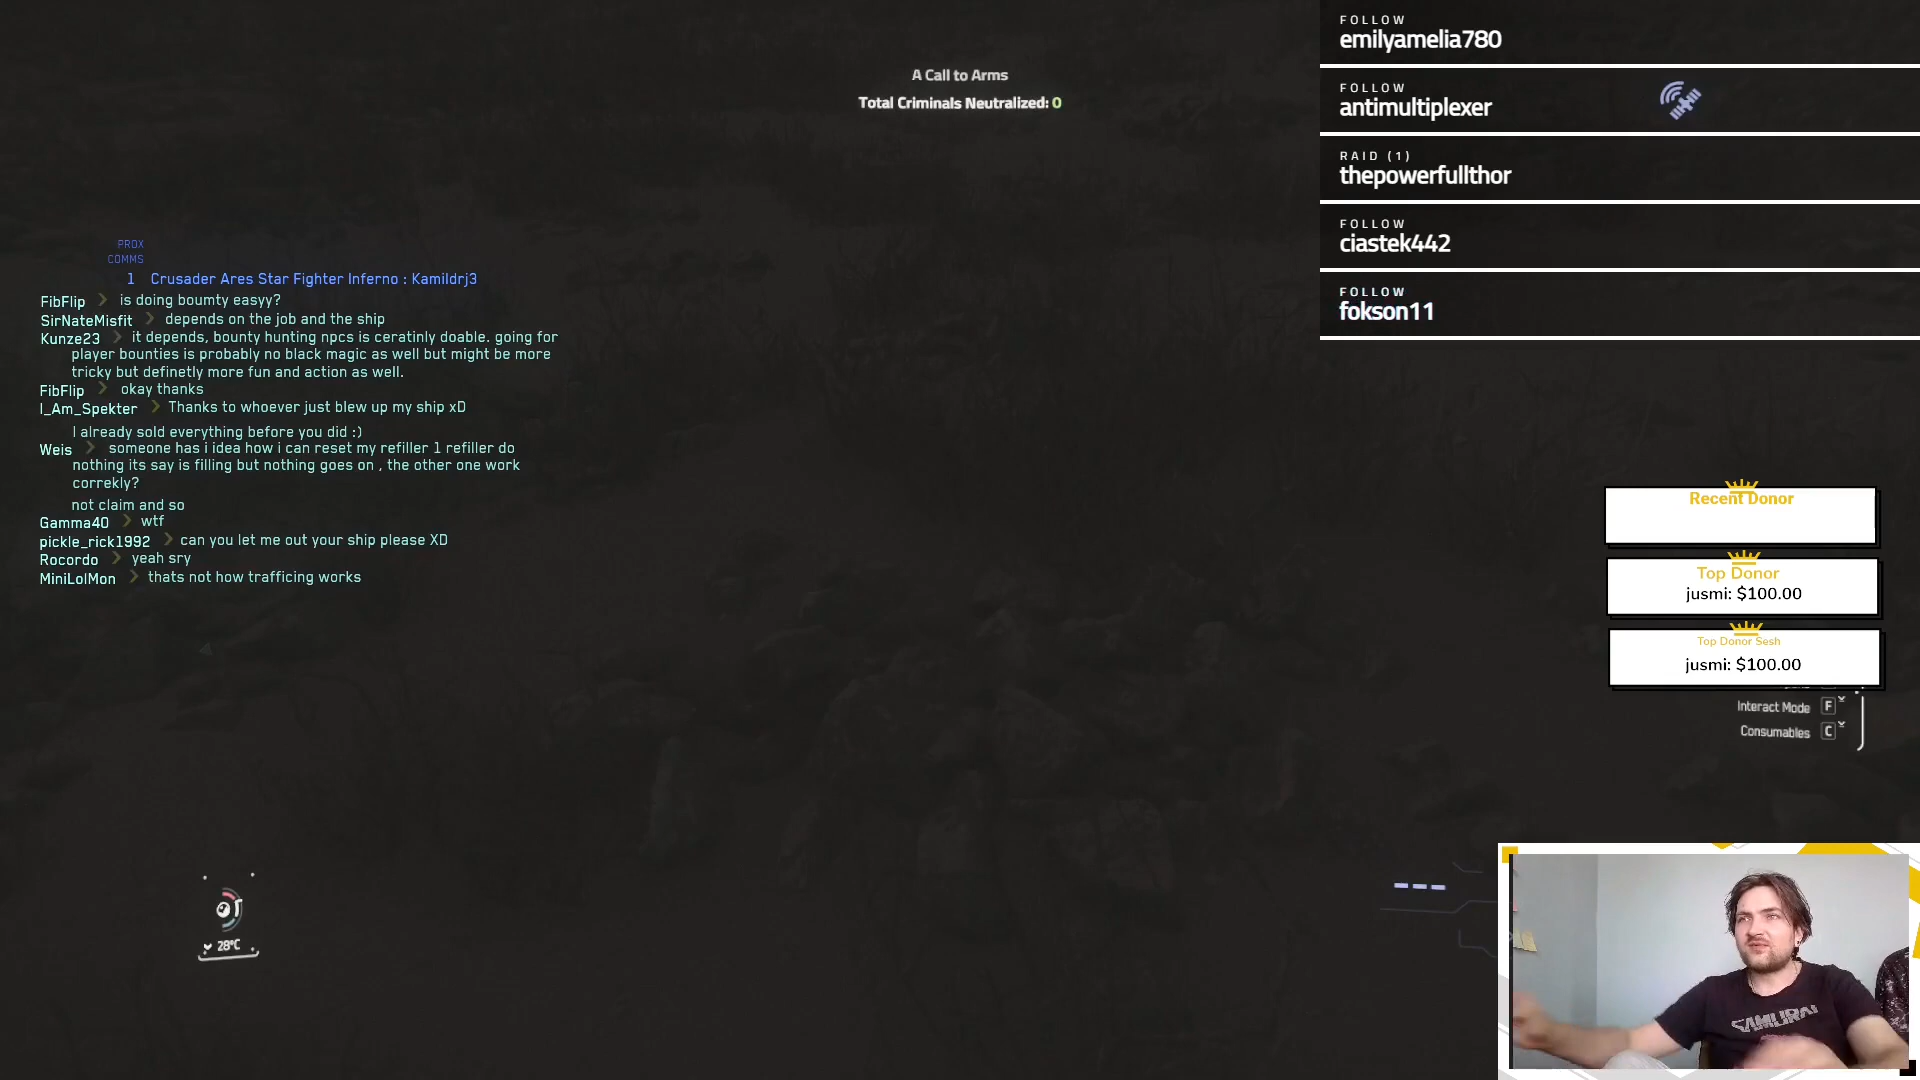 A Call to Arms
Total Criminals Neutralized: 0
FOLLOW
emilyamelia780
FOLLOW
antimultiplexer
RAID (1)
thepowerfullthor
FOLLOW
ciastek442
FOLLOW
fokson11
PROX
COMMS
1 Crusader Ares Star Fighter Inferno : Kamildrj3
FibFlip > is doing boumty easyy?
SirNateMisfit > depends on the job and the ship
Kunze23 > it depends, bounty hunting npcs is ceratinly doable. going for
player bounties is probably no black magic as well but might be more
tricky but definetly more fun and action as well.
FibFlip > okay thanks
I_Am_Spekter > Thanks to whoever just blew up my ship xD
I already sold everything before you did :)
Weis > someone has i idea how i can reset my refiller 1 refiller do
nothing its say is filling but nothing goes on , the other one work
correkly?
not claim and so
Gamma40 > wtf
pickle_rick1992 > can you let me out your ship please XD
Rocordo > yeah sry
MiniLolMon > thats not how trafficing works
Recent Donor
Top Donor
jusmi: $100.00
Top Donor Sesh
jusmi: $100.00
Interact Mode F
Consumables C
28°C
SAMURAI